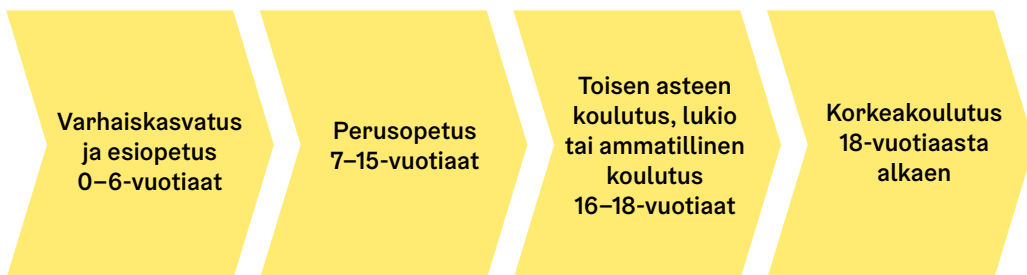 Varhaiskasvatus
ja esiopetus
0–6-vuotiaat
Perusopetus
7–15-vuotiaat
Toisen asteen
koulutus, lukio
tai ammatillinen
koulutus
16–18-vuotiaat
Korkeakoulutus
18-vuotiaasta
alkaen